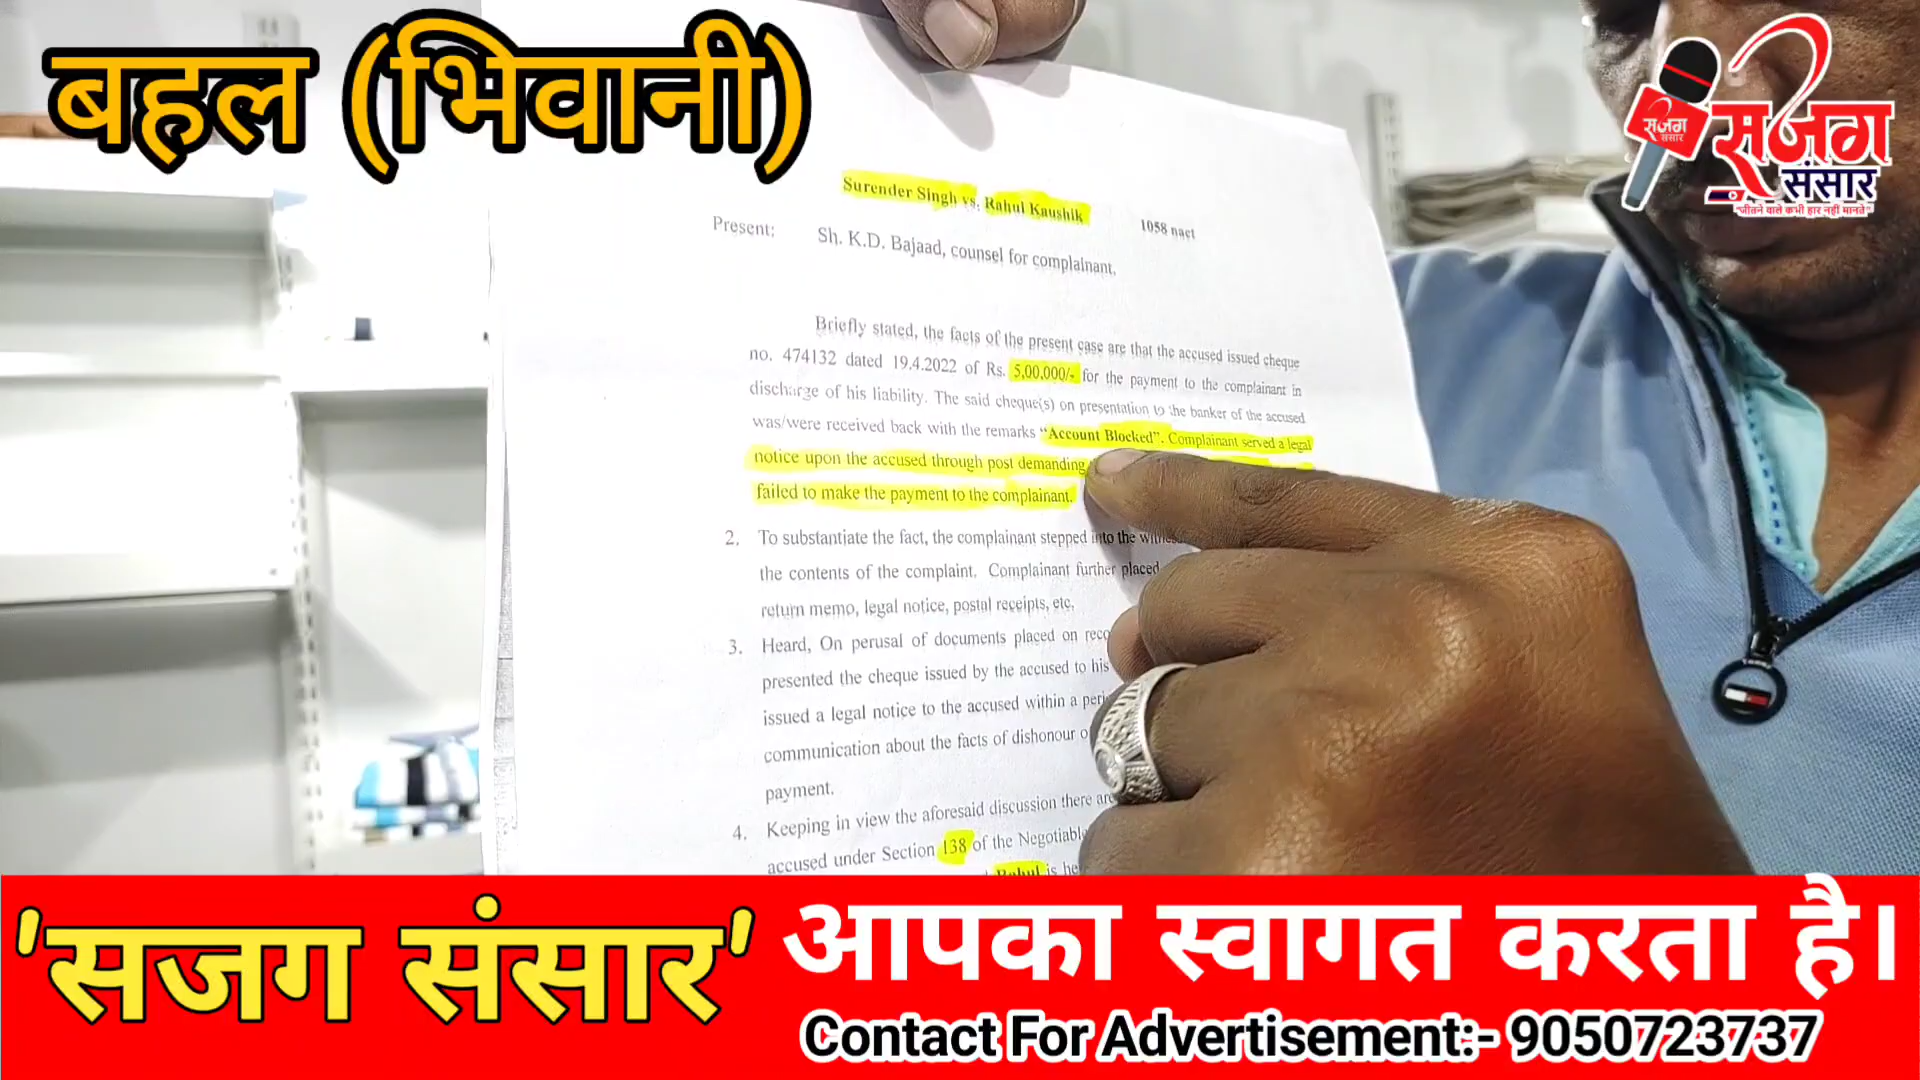 बहल (भिवानी)
सजग
संसार
सजग
संसार
"जीतने वाले कभी हार नहीं मानते"
Surender Singh vs. Rahul Kaushik
1058 nact
Present: Sh. K.D. Bajaad, counsel for complainant.
Briefly stated, the facts of the present case are that the accused issued cheque
no. 474132 dated 19.4.2022 of Rs. 5,00,000/- for the payment to the complainant in
discharge of his liability. The said cheque(s) on presentation to the banker of the accused
was/were received back with the remarks “Account Blocked”. Complainant served a legal
notice upon the accused through post demanding
failed to make the payment to the complainant.
2. To substantiate the fact, the complainant stepped into the
the contents of the complaint. Complainant further placed
return memo, legal notice, postal receipts, etc.
3. Heard, On perusal of documents placed on
presented the cheque issued by the accused to his
issued a legal notice to the accused within a
communication about the facts of dishonour
payment.
4. Keeping in view the aforesaid discussion there are
accused under Section 138 of the
Rahul is
'सजग संसार' आपका स्वागत करता है।
Contact For Advertisement:- 9050723737